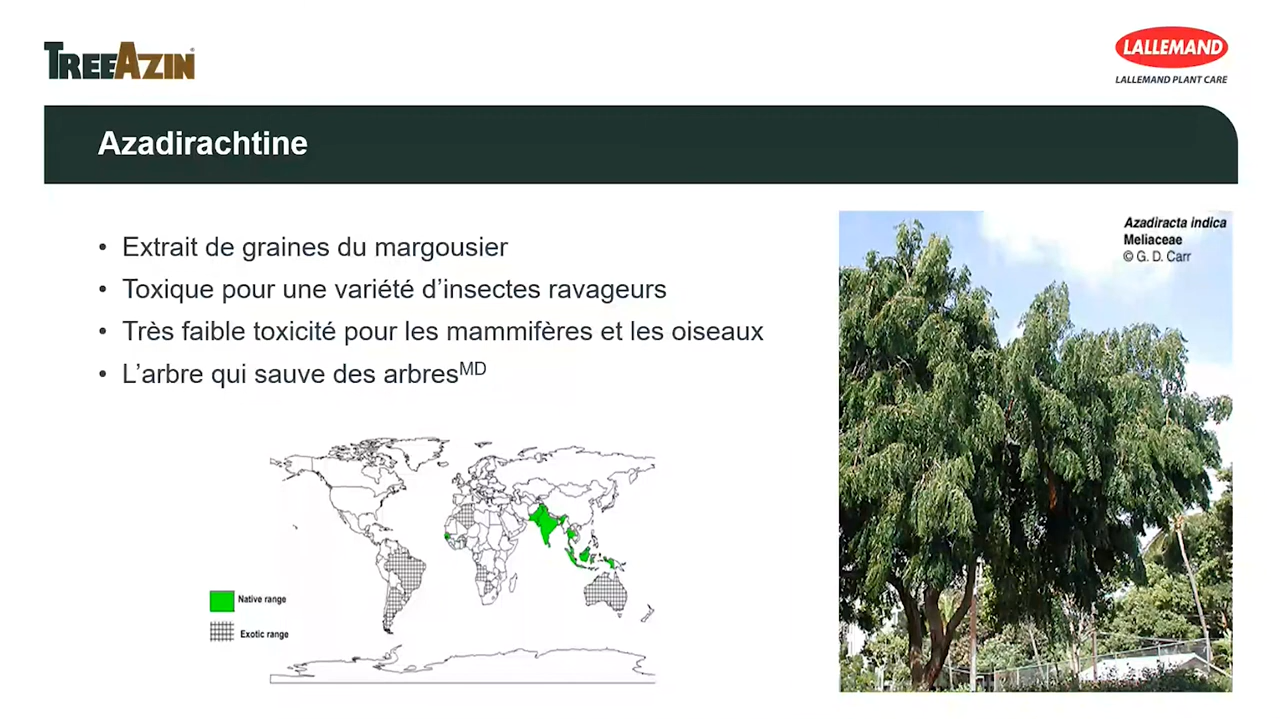 TREEAZIN®
LALLEMAND
LALLEMAND PLANT CARE
Azadirachtine
• Extrait de graines du margousier
• Toxique pour une variété d’insectes ravageurs
• Très faible toxicité pour les mammifères et les oiseaux
• L’arbre qui sauve des arbresMD
Azadiracta indica
Meliaceae
© G. D. Carr
Native range
Exotic range